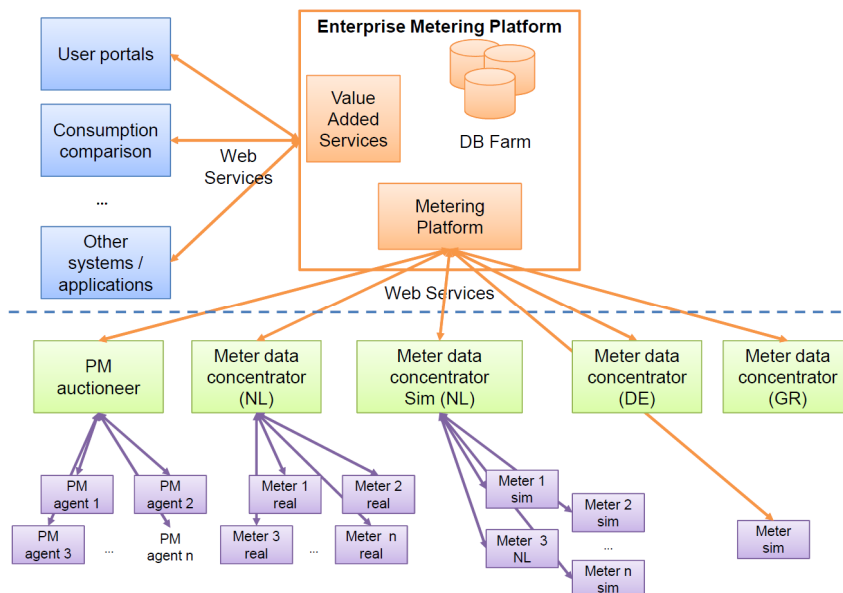 Enterprise Metering Platform
User portals
Value
Added
Services
DB Farm
Consumption
comparison
Web
Services
...
Metering
Platform
Other
systems /
applications
Web Services
PM
auctioneer
Meter data
concentrator
(NL)
Meter data
concentrator
Sim (NL)
Meter data
concentrator
(DE)
Meter data
concentrator
(GR)
PM
agent 1
PM
agent 2
PM
agent 3
...
PM
agent n
Meter 1
real
Meter 2
real
Meter 3
real
...
Meter n
real
Meter 1
sim
Meter 2
sim
Meter 3
NL
...
Meter n
sim
Meter
sim